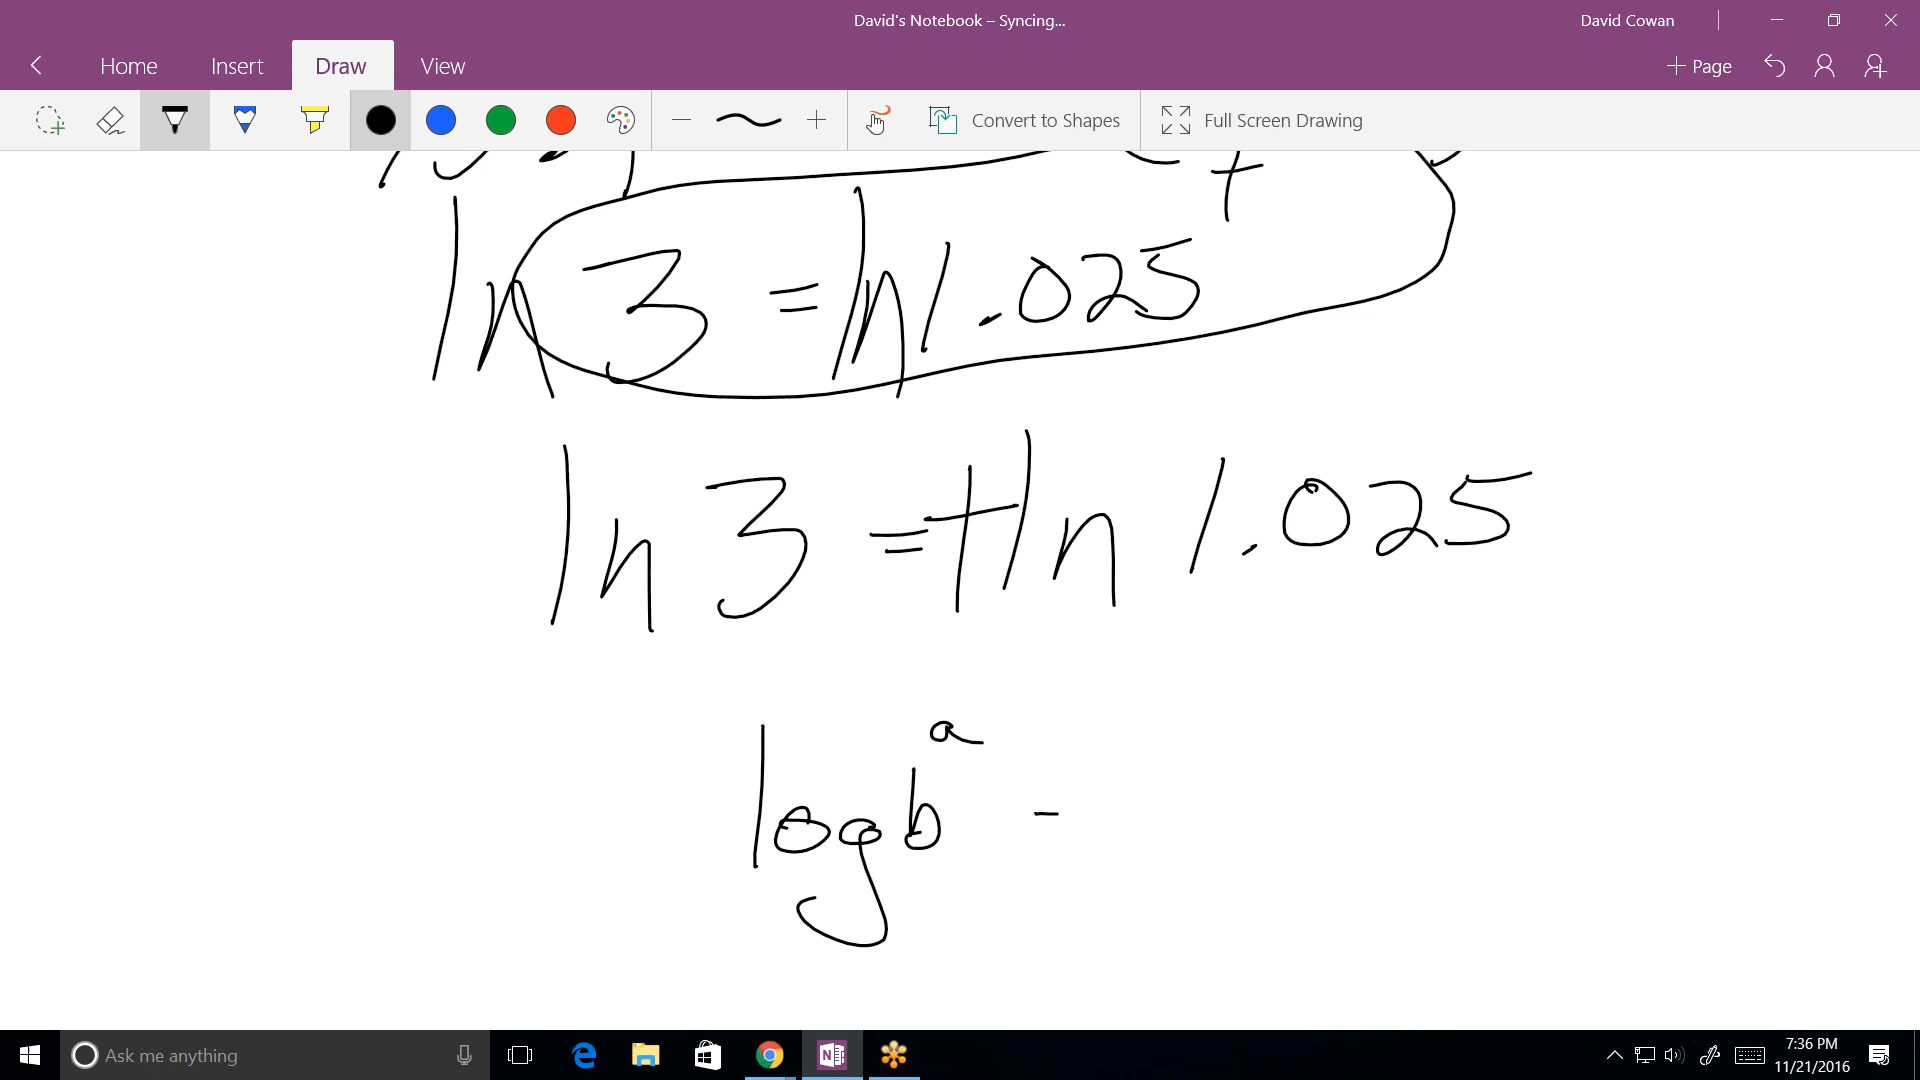 David's Notebook – Syncing...
David Cowan
Home Insert Draw View
Page
Convert to Shapes Full Screen Drawing
t
ln 3 = ln 1.025
ln 3 = t ln 1.025
log b^a -
Ask me anything
7:36 PM
11/21/2016